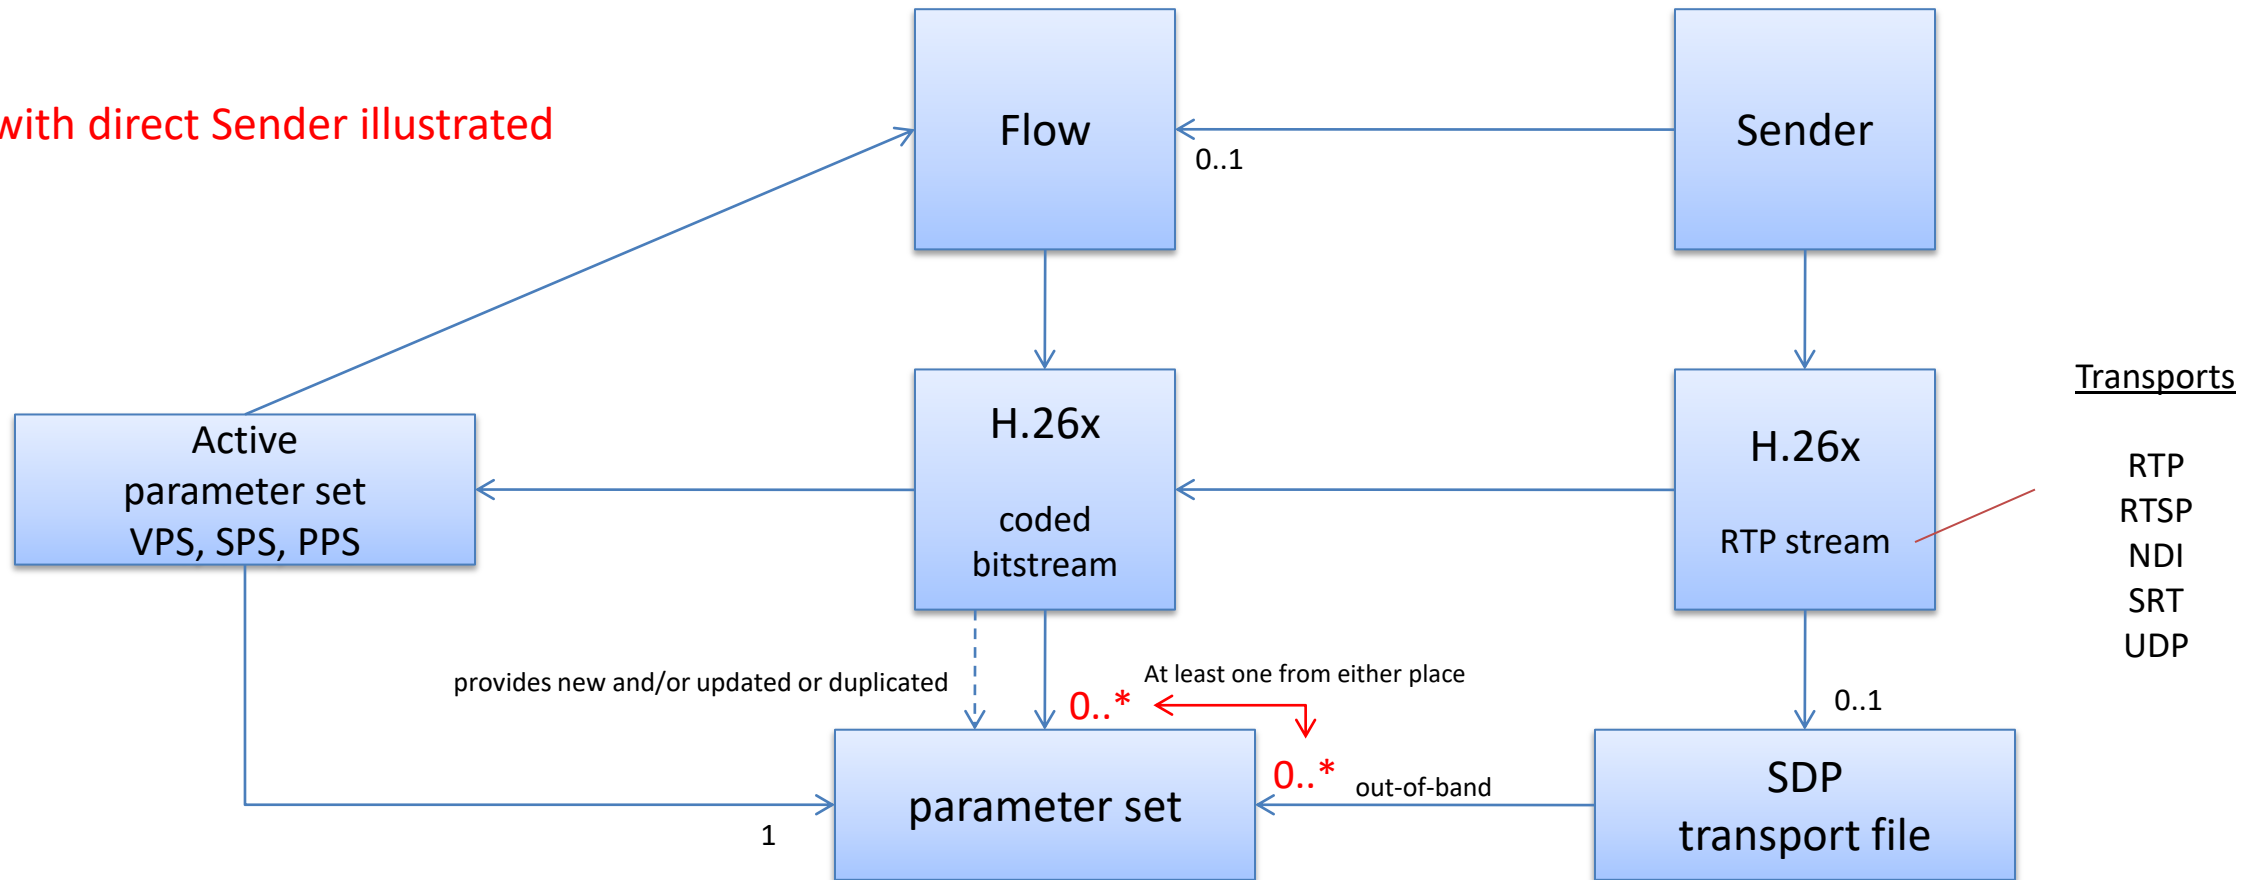 with direct Sender illustrated
Flow
Sender
0..1
Transports
RTP
RTSP
NDI
SRT
UDP
Active
parameter set
VPS, SPS, PPS
H.26x
coded
bitstream
H.26x
RTP stream
provides new and/or updated or duplicated
At least one from either place
0..*
0..1
0..*
out-of-band
1
parameter set
SDP
transport file